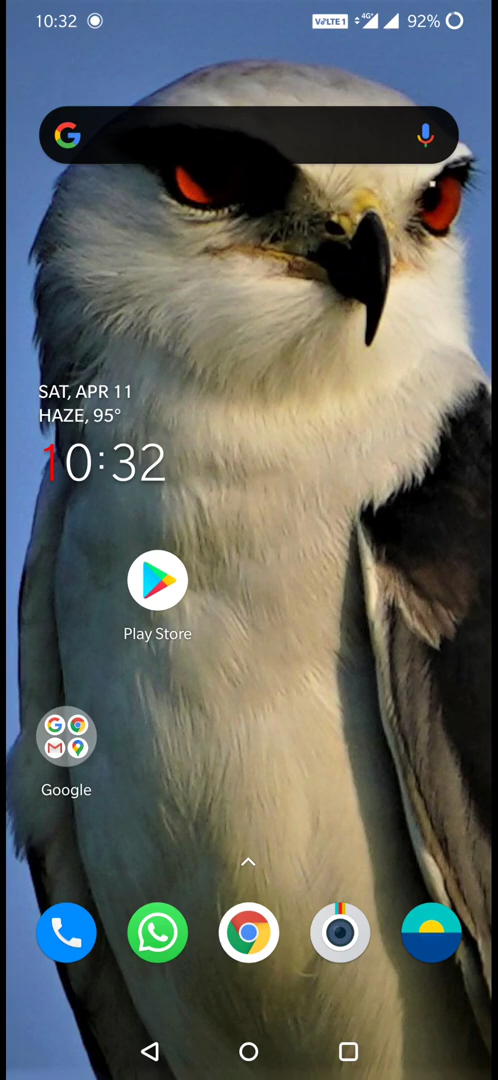 10:32 VoLTE 1 4G+ 92%
SAT, APR 11
HAZE, 95°
10:32
Play Store
Google